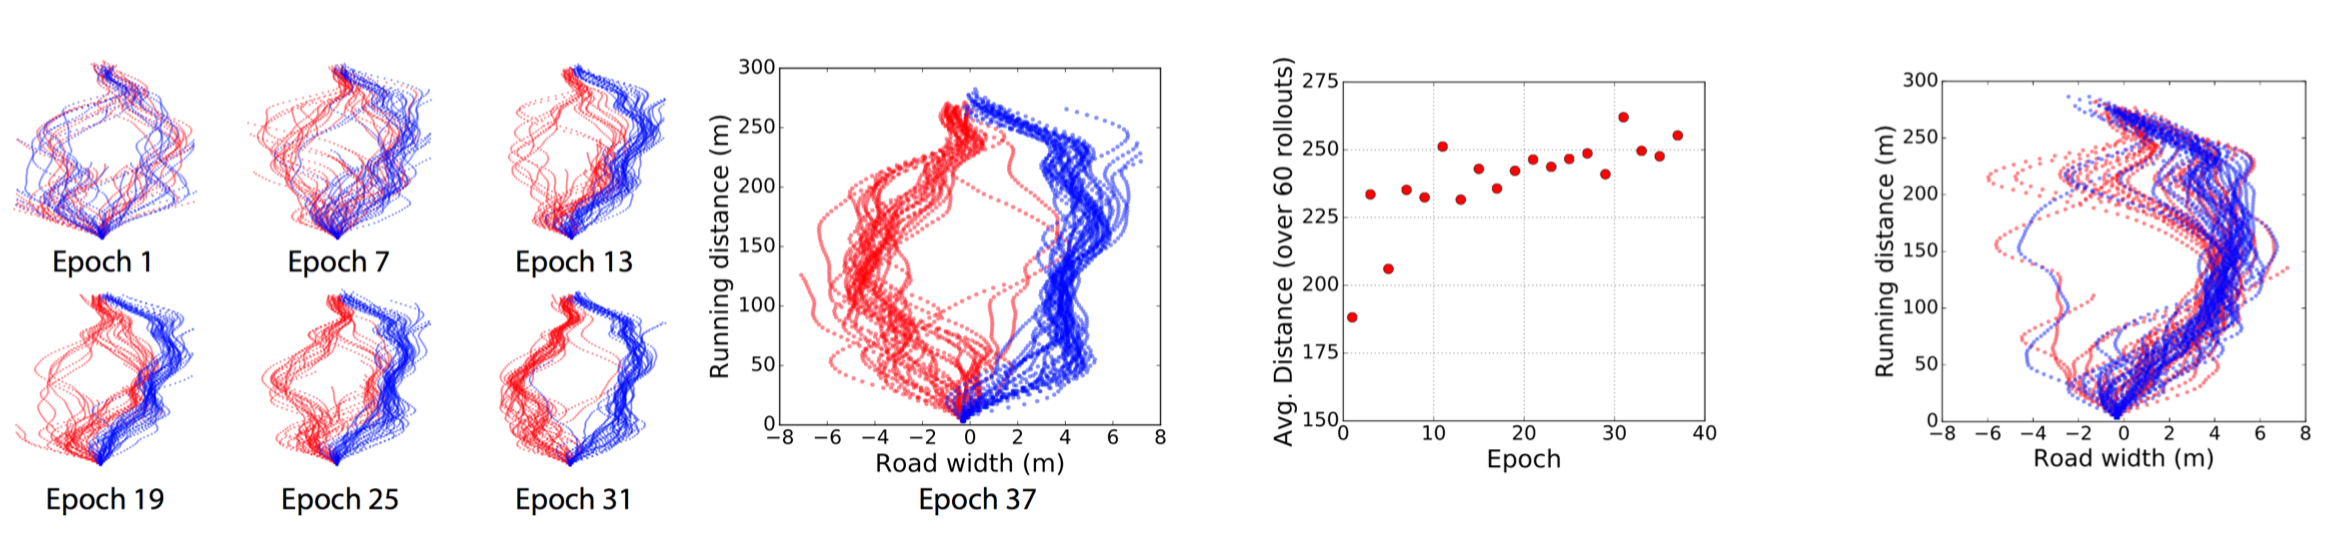 Epoch 1
Epoch 7
Epoch 13
Epoch 19
Epoch 25
Epoch 31
Running distance (m)
300
250
200
150
100
50
0
−8 −6 −4 −2 0 2 4 6 8
Road width (m)
Epoch 37
Avg. Distance (over 60 rollouts)
275
250
225
200
175
150
0 10 20 30 40
Epoch
Running distance (m)
300
250
200
150
100
50
0
−8 −6 −4 −2 0 2 4 6 8
Road width (m)